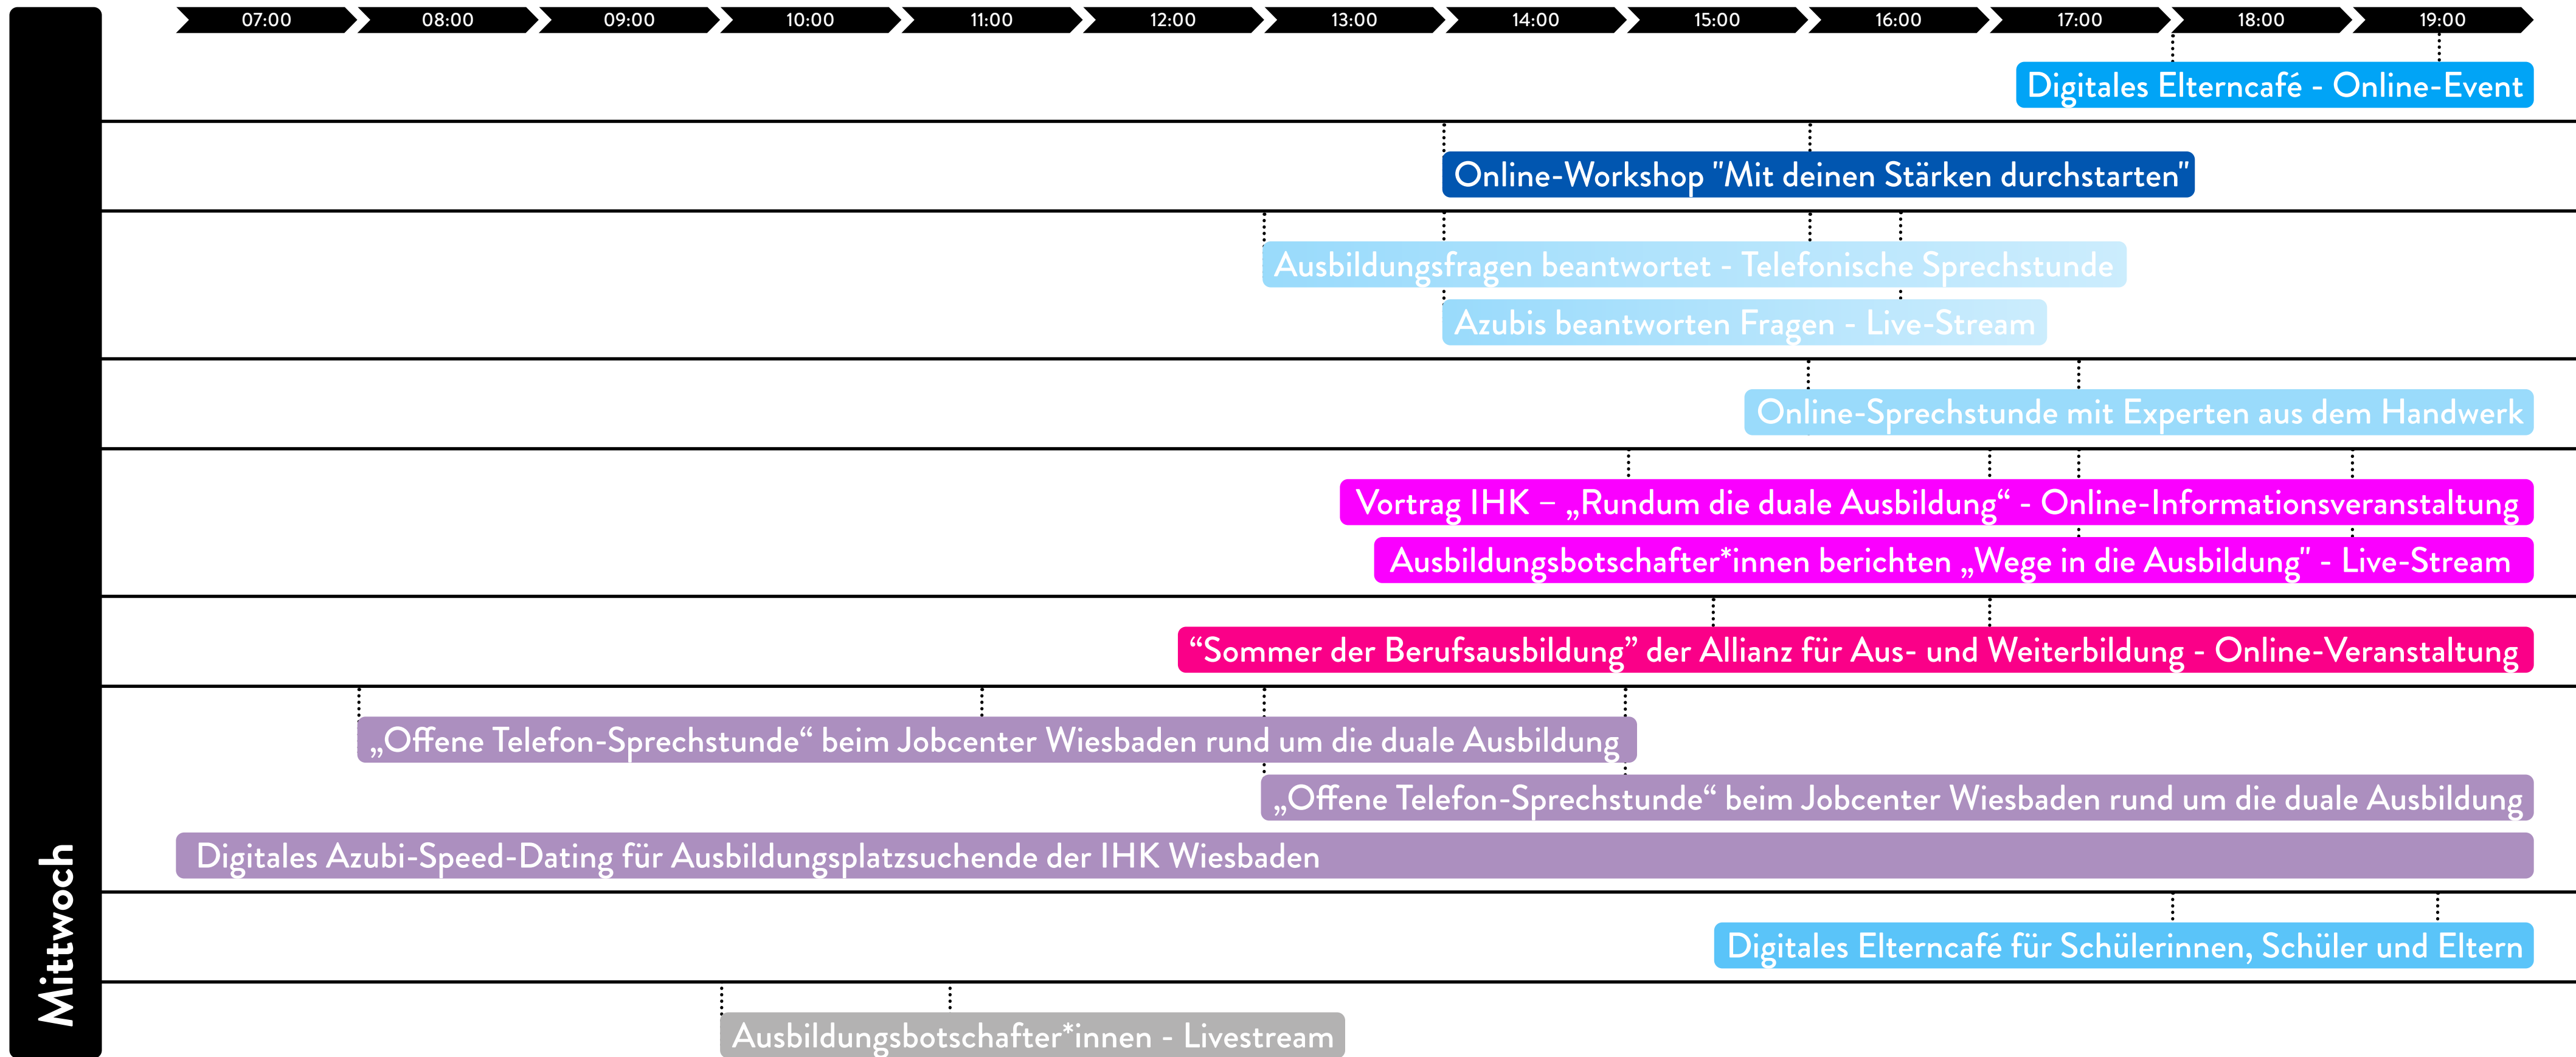 07:00 08:00 09:00 10:00 11:00 12:00 13:00 14:00 15:00 16:00 17:00 18:00 19:00
Digitales Elterncafé - Online-Event
Online-Workshop "Mit deinen Stärken durchstarten"
Ausbildungsfragen beantwortet - Telefonische Sprechstunde
Azubis beantworten Fragen - Live-Stream
Online-Sprechstunde mit Experten aus dem Handwerk
Vortrag IHK – „Rundum die duale Ausbildung“ - Online-Informationsveranstaltung
Ausbildungsbotschafter*innen berichten „Wege in die Ausbildung" - Live-Stream
“Sommer der Berufsausbildung” der Allianz für Aus- und Weiterbildung - Online-Veranstaltung
„Offene Telefon-Sprechstunde“ beim Jobcenter Wiesbaden rund um die duale Ausbildung
„Offene Telefon-Sprechstunde“ beim Jobcenter Wiesbaden rund um die duale Ausbildung
Digitales Azubi-Speed-Dating für Ausbildungsplatzsuchende der IHK Wiesbaden
Digitales Elterncafé für Schülerinnen, Schüler und Eltern
Ausbildungsbotschafter*innen - Livestream
Mittwoch